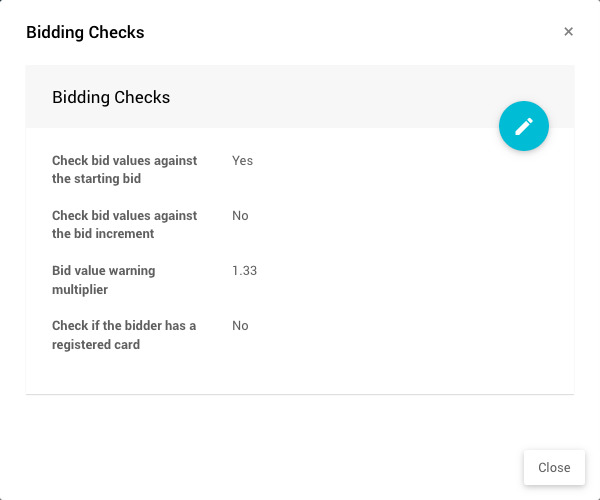 Bidding Checks
×
Bidding Checks
Check bid values against Yes
the starting bid
Check bid values against No
the bid increment
Bid value warning 1.33
multiplier
Check if the bidder has a No
registered card
Close